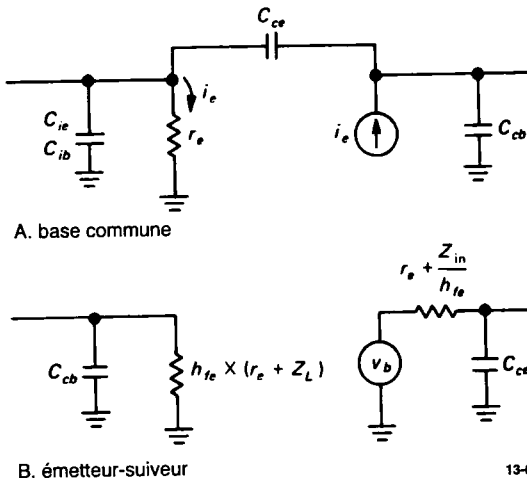 C_ce
i_e
C_ie
C_ib
r_e
i_e
C_cb
A. base commune
r_e + Z_in/h_fe
C_cb
h_fe × (r_e + Z_L)
v_b
B. émetteur-suiveur